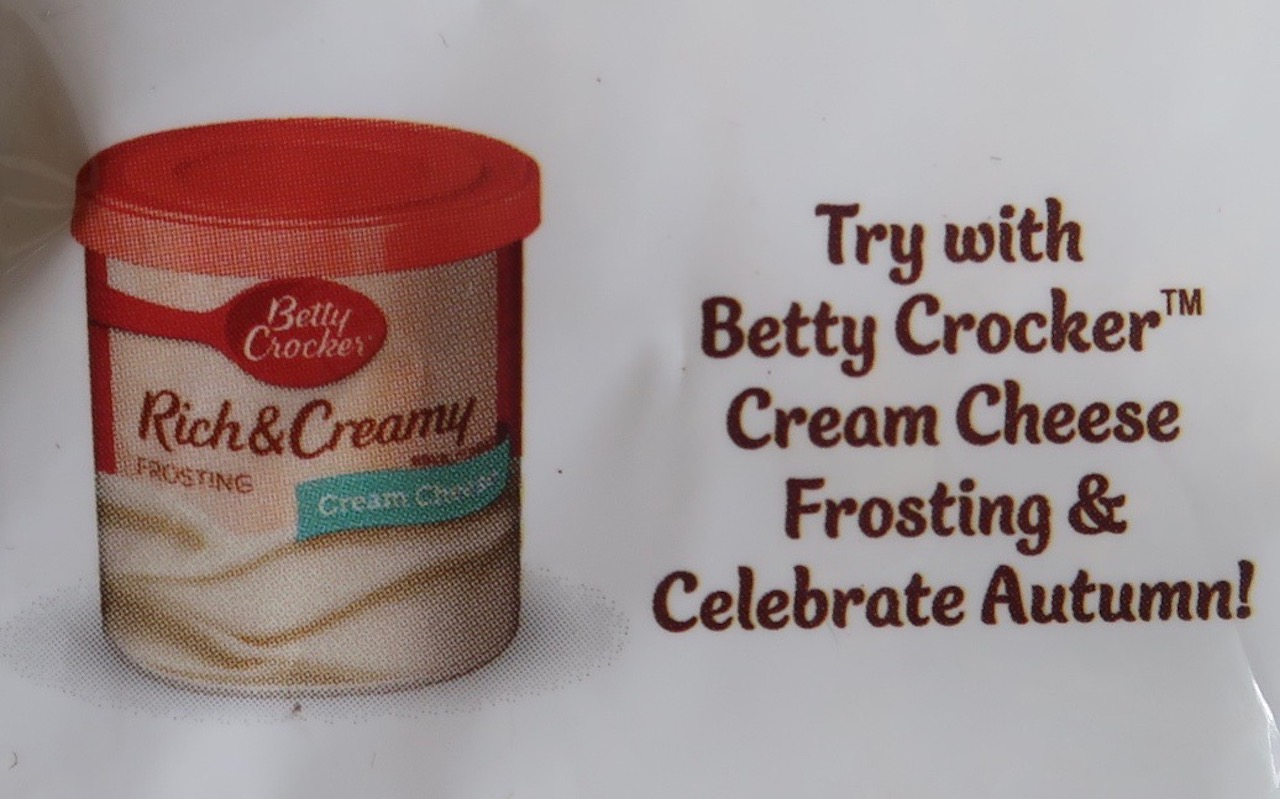 Betty
Crocker
Rich & Creamy
FROSTING
Cream Cheese
Try with
Betty Crocker™
Cream Cheese
Frosting &
Celebrate Autumn!